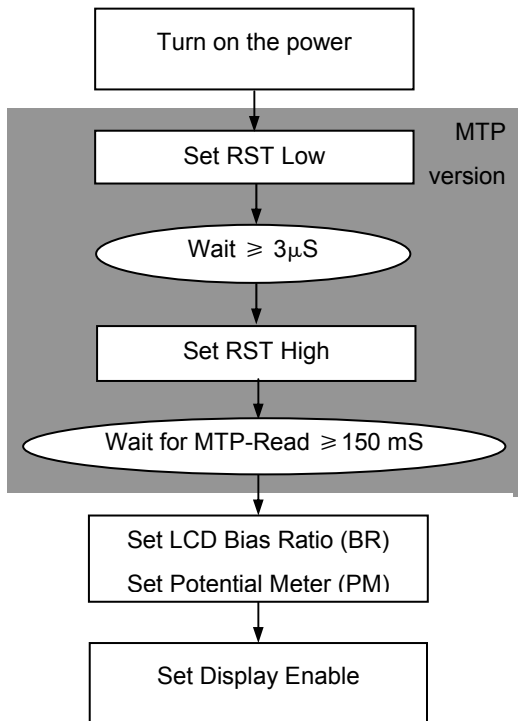 Turn on the power
MTP
version
Set RST Low
Wait ≥ 3μS
Set RST High
Wait for MTP-Read ≥150 mS
Set LCD Bias Ratio (BR)
Set Potential Meter (PM)
Set Display Enable